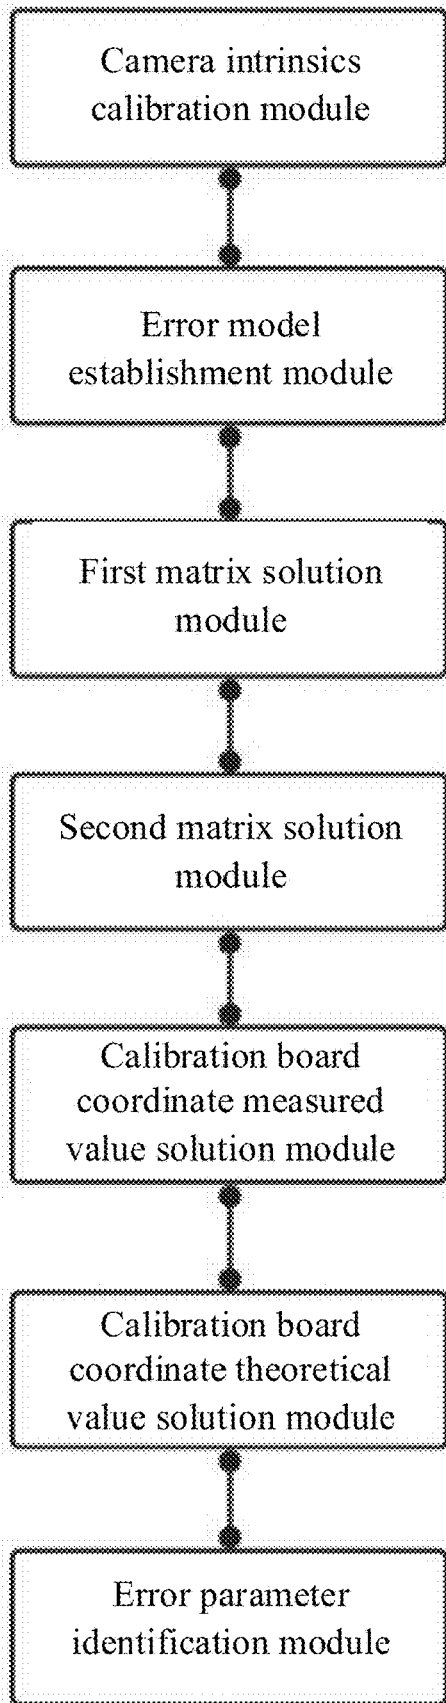 Camera intrinsics
calibration module
Error model
establishment module
First matrix solution
module
Second matrix solution
module
Calibration board
coordinate measured
value solution module
Calibration board
coordinate theoretical
value solution module
Error parameter
identification module